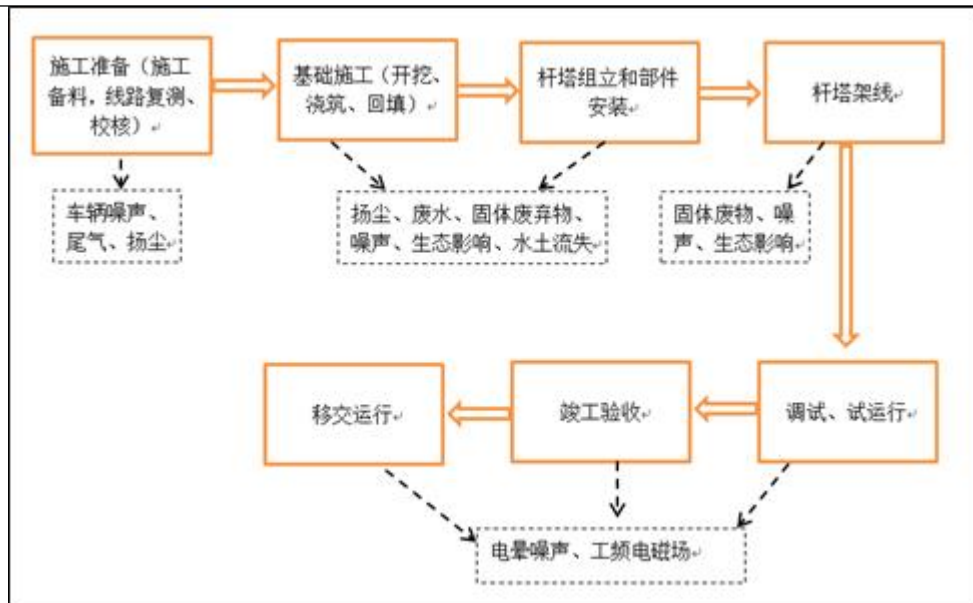 施工准备（施工
备料，线路复测、
校核）
基础施工（开挖、
浇筑、回填）
杆塔组立和部件
安装
杆塔架线
车辆噪声、
尾气、扬尘
扬尘、废水、固体废弃物、
噪声、生态影响、水土流失
固体废物、噪
声、生态影响
移交运行
竣工验收
调试、试运行
电晕噪声、工频电磁场